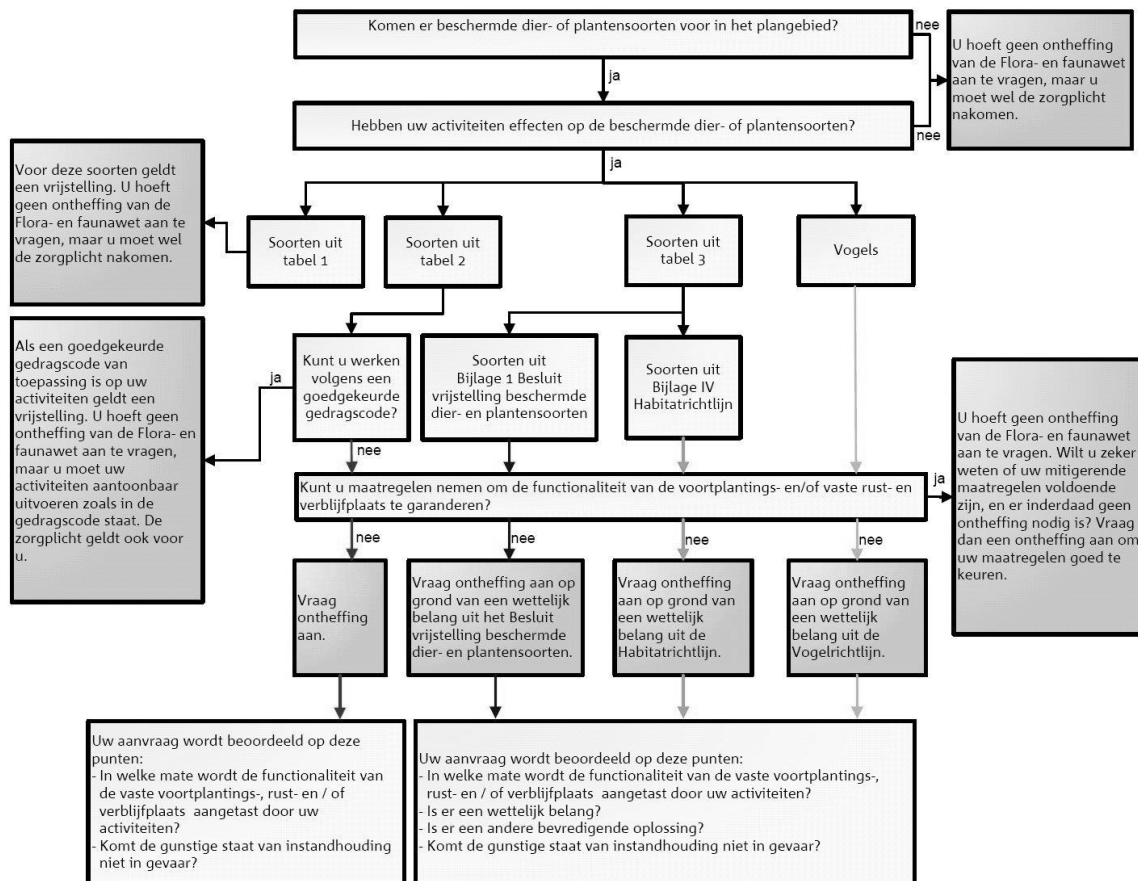 Komen er beschermde dier- of plantensoorten voor in het plangebied?
nee
U hoeft geen ontheffing
van de Flora- en faunawet
aan te vragen, maar u
moet wel de zorgplicht
nakomen.
ja
Hebben uw activiteiten effecten op de beschermde dier- of plantensoorten?
nee
ja
Voor deze soorten geldt
een vrijstelling. U hoeft
geen ontheffing van de
Flora- en faunawet aan te
vragen, maar u moet wel
de zorgplicht nakomen.
Soorten uit
tabel 1
Soorten uit
tabel 2
Soorten uit
tabel 3
Vogels
Als een goedgekeurde
gedragscode van
toepassing is op uw
activiteiten geldt een
vrijstelling. U hoeft geen
ontheffing van de Flora- en
faunawet aan te vragen,
maar u moet uw
activiteiten aantoonbaar
uitvoeren zoals in de
gedragscode staat. De
zorgplicht geldt ook voor
u.
ja
Kunt u werken
volgens een
goedgekeurde
gedragscode?
Soorten uit
Bijlage 1 Besluit
vrijstelling beschermde
dier- en plantensoorten
Soorten uit
Bijlage IV
Habitatrichtlijn
nee
Kunt u maatregelen nemen om de functionaliteit van de voortplantings- en/of vaste rust- en
verblijfplaats te garanderen?
ja
U hoeft geen ontheffing
van de Flora- en faunawet
aan te vragen. Wilt u zeker
weten of uw mitigerende
maatregelen voldoende
zijn, en er inderdaad geen
ontheffing nodig is? Vraag
dan een ontheffing aan om
uw maatregelen goed te
keuren.
nee
nee
nee
nee
Vraag
ontheffing
aan.
Vraag ontheffing aan op
grond van een wettelijk
belang uit het Besluit
vrijstelling beschermde
dier- en plantensoorten.
Vraag ontheffing
aan op grond van
een wettelijk
belang uit de
Habitatrichtlijn.
Vraag ontheffing
aan op grond van
een wettelijk
belang uit de
Vogelrichtlijn.
Uw aanvraag wordt beoordeeld op deze
punten:
- In welke mate wordt de functionaliteit van
de vaste voortplantings-, rust- en / of
verblijfplaats aangetast door uw
activiteiten?
- Komt de gunstige staat van instandhouding
niet in gevaar?
Uw aanvraag wordt beoordeeld op deze punten:
- In welke mate wordt de functionaliteit van de vaste voortplantings-,
rust- en / of verblijfplaats aangetast door uw activiteiten?
- Is er een wettelijk belang?
- Is er een andere bevredigende oplossing?
- Komt de gunstige staat van instandhouding niet in gevaar?